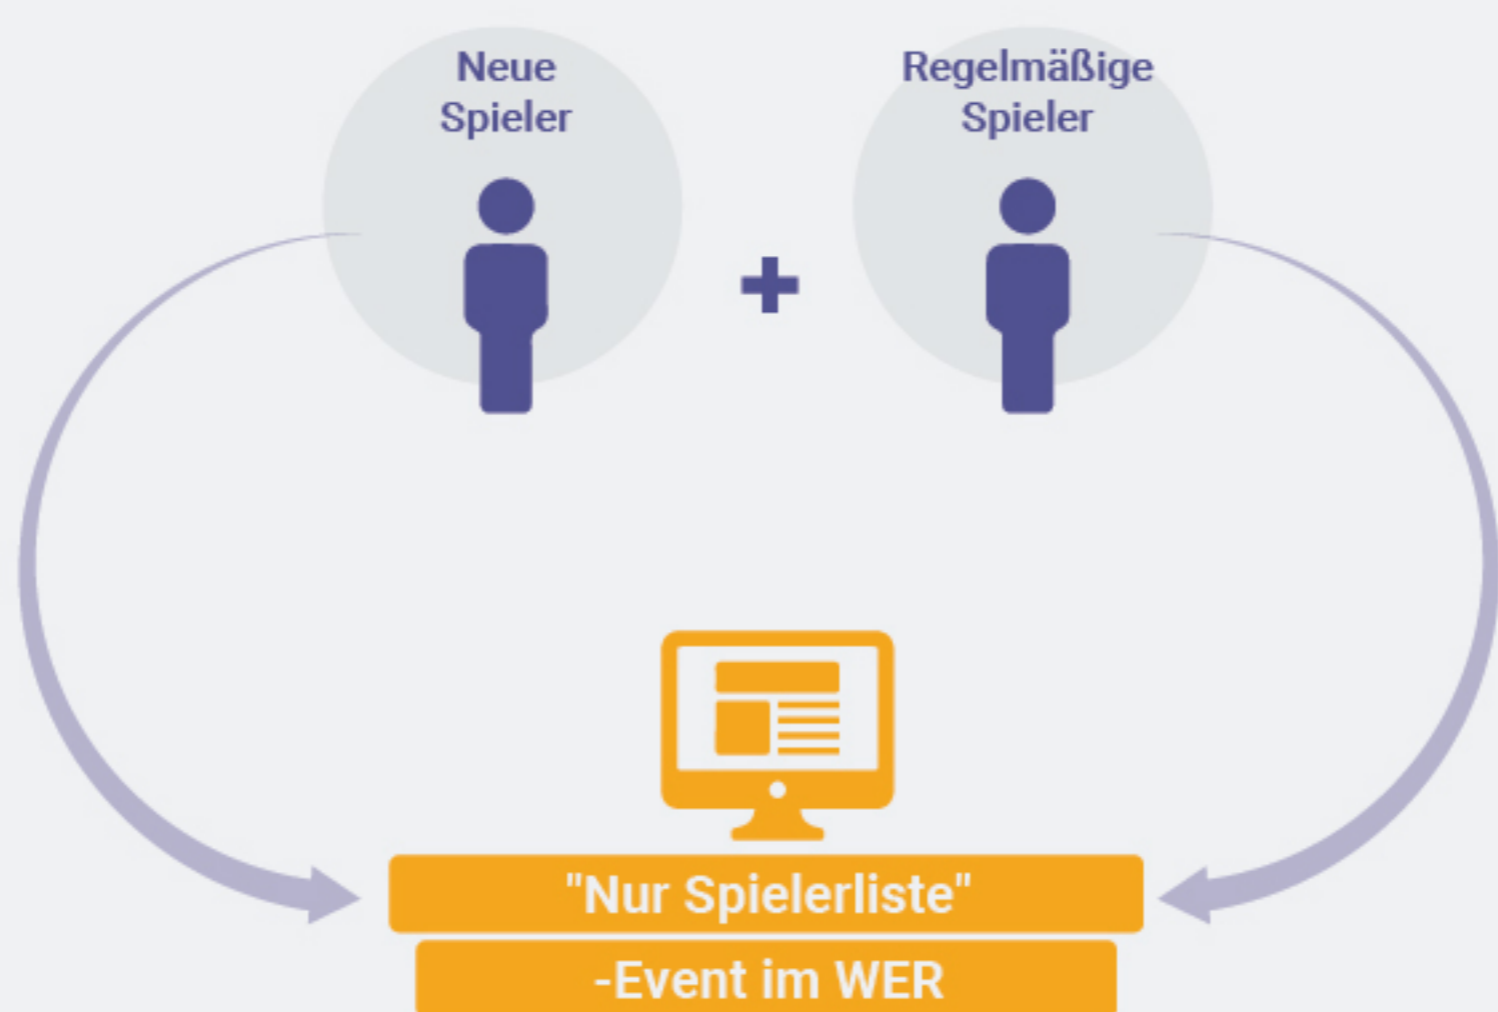 Neue
Spieler
Regelmäßige
Spieler
"Nur Spielerliste"
-Event im WER